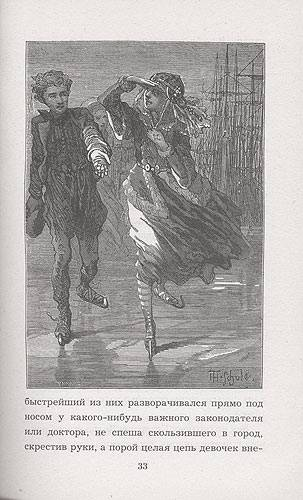 быстрейший из них разворачивался прямо под
носом у какого-нибудь важного законодателя
или доктора, не спеша скользившего в город,
скрестив руки, а порой целая цепь девочек вне-
33